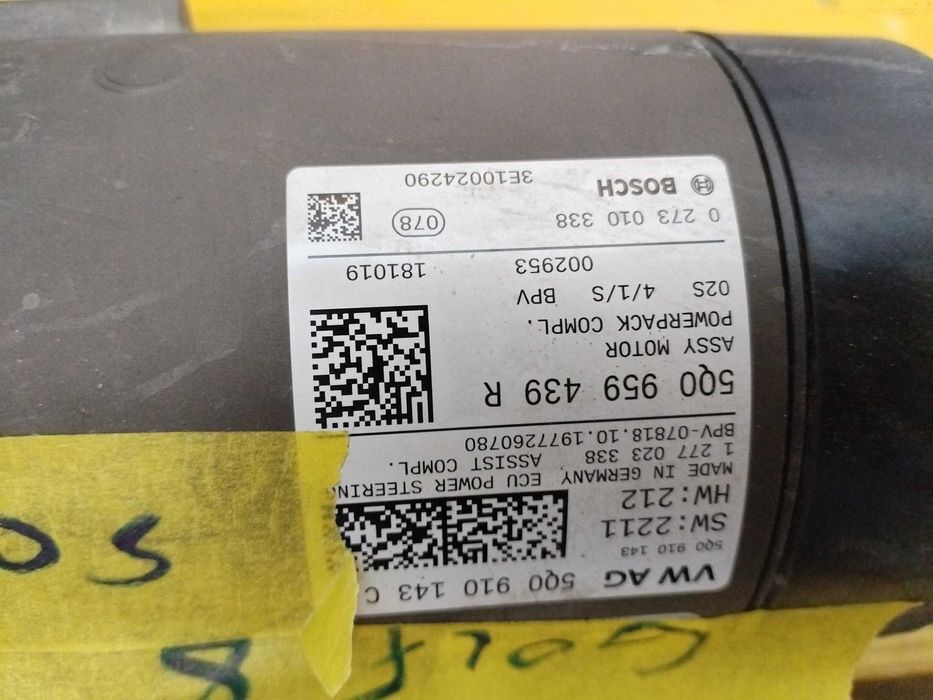 Golf 8
VW AG 5Q0 910 143 C
5Q0 910 143
SW:2211
HW:212
MADE IN GERMANY ECU POWER STEERIN
1 277 023 338 ASSIST COMPL.
BPV-07818.10.1977260780
5Q0 959 439 R
ASSY MOTOR
POWERPACK COMPL.
02S 4/1/S BPV
002953 181019
0 273 010 338 078
BOSCH 3E10024290